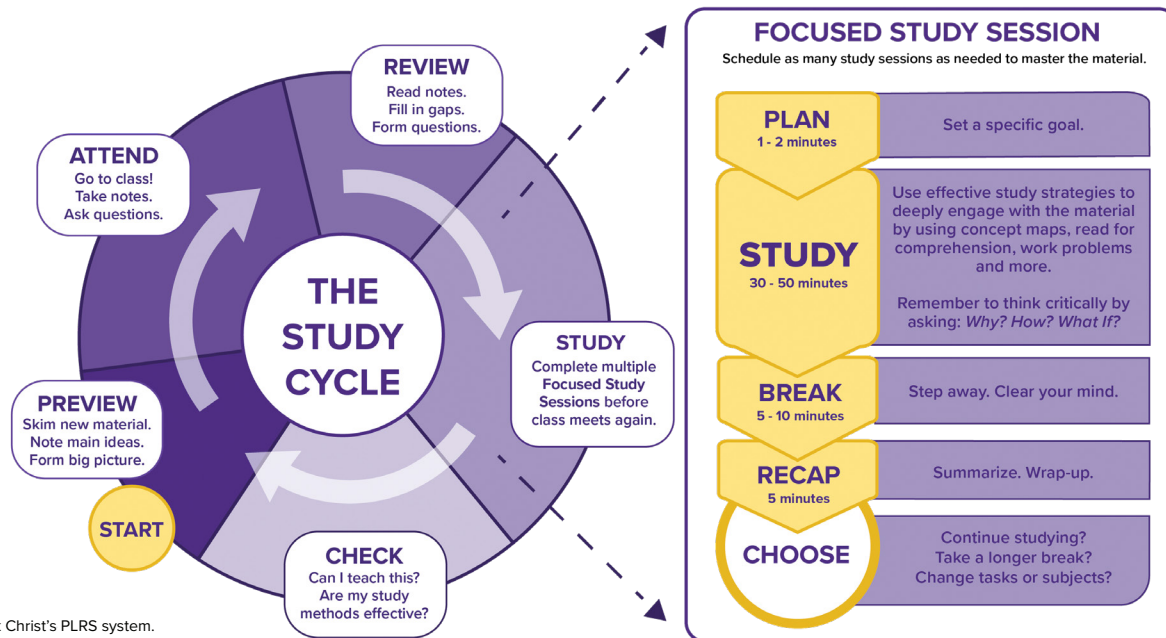 REVIEW
Read notes.
Fill in gaps.
Form questions.
ATTEND
Go to class!
Take notes.
Ask questions.
THE
STUDY
CYCLE
STUDY
Complete multiple
Focused Study
Sessions before
class meets again.
PREVIEW
Skim new material.
Note main ideas.
Form big picture.
START
CHECK
Can I teach this?
Are my study
methods effective?
Christ's PLRS system.
FOCUSED STUDY SESSION
Schedule as many study sessions as needed to master the material.
PLAN
1 - 2 minutes
Set a specific goal.
STUDY
30 - 50 minutes
Use effective study strategies to
deeply engage with the material
by using concept maps, read for
comprehension, work problems
and more.
Remember to think critically by
asking: Why? How? What If?
BREAK
5 - 10 minutes
Step away. Clear your mind.
RECAP
5 minutes
Summarize. Wrap-up.
CHOOSE
Continue studying?
Take a longer break?
Change tasks or subjects?